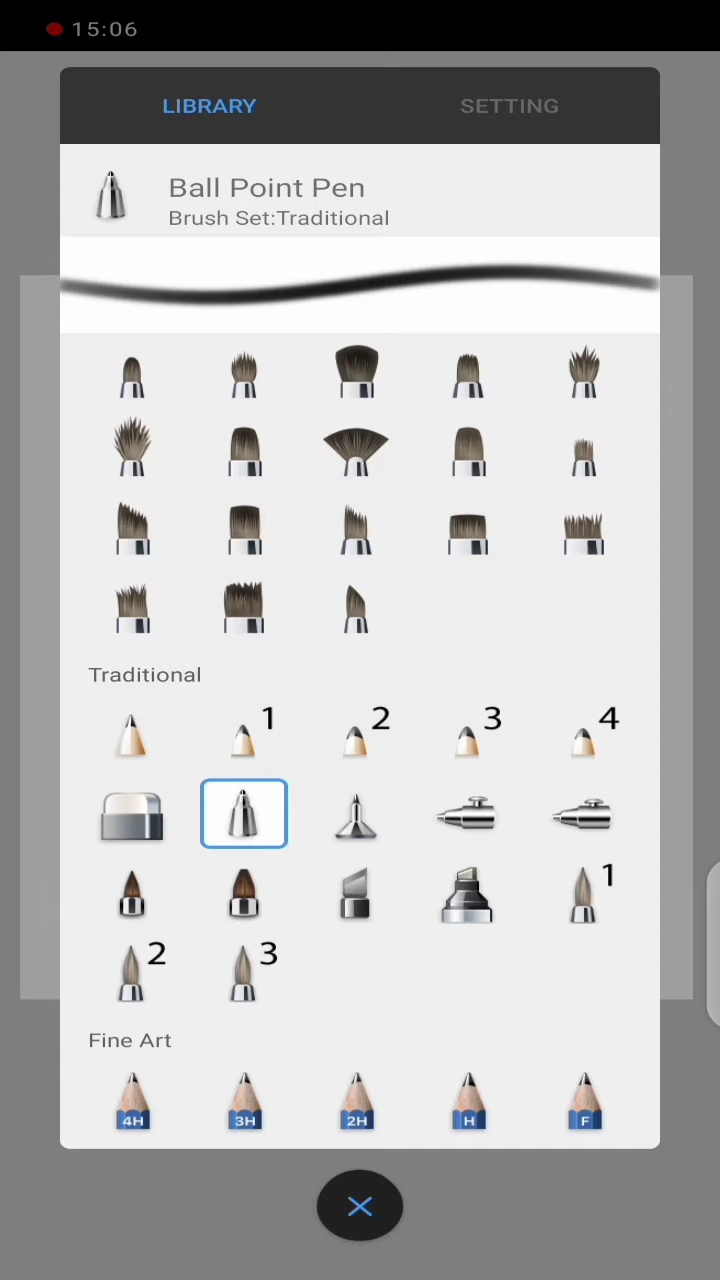 15:06
LIBRARY SETTING
Ball Point Pen
Brush Set:Traditional
Traditional
1 2 3 4
1
2 3
Fine Art
4H 3H 2H H F